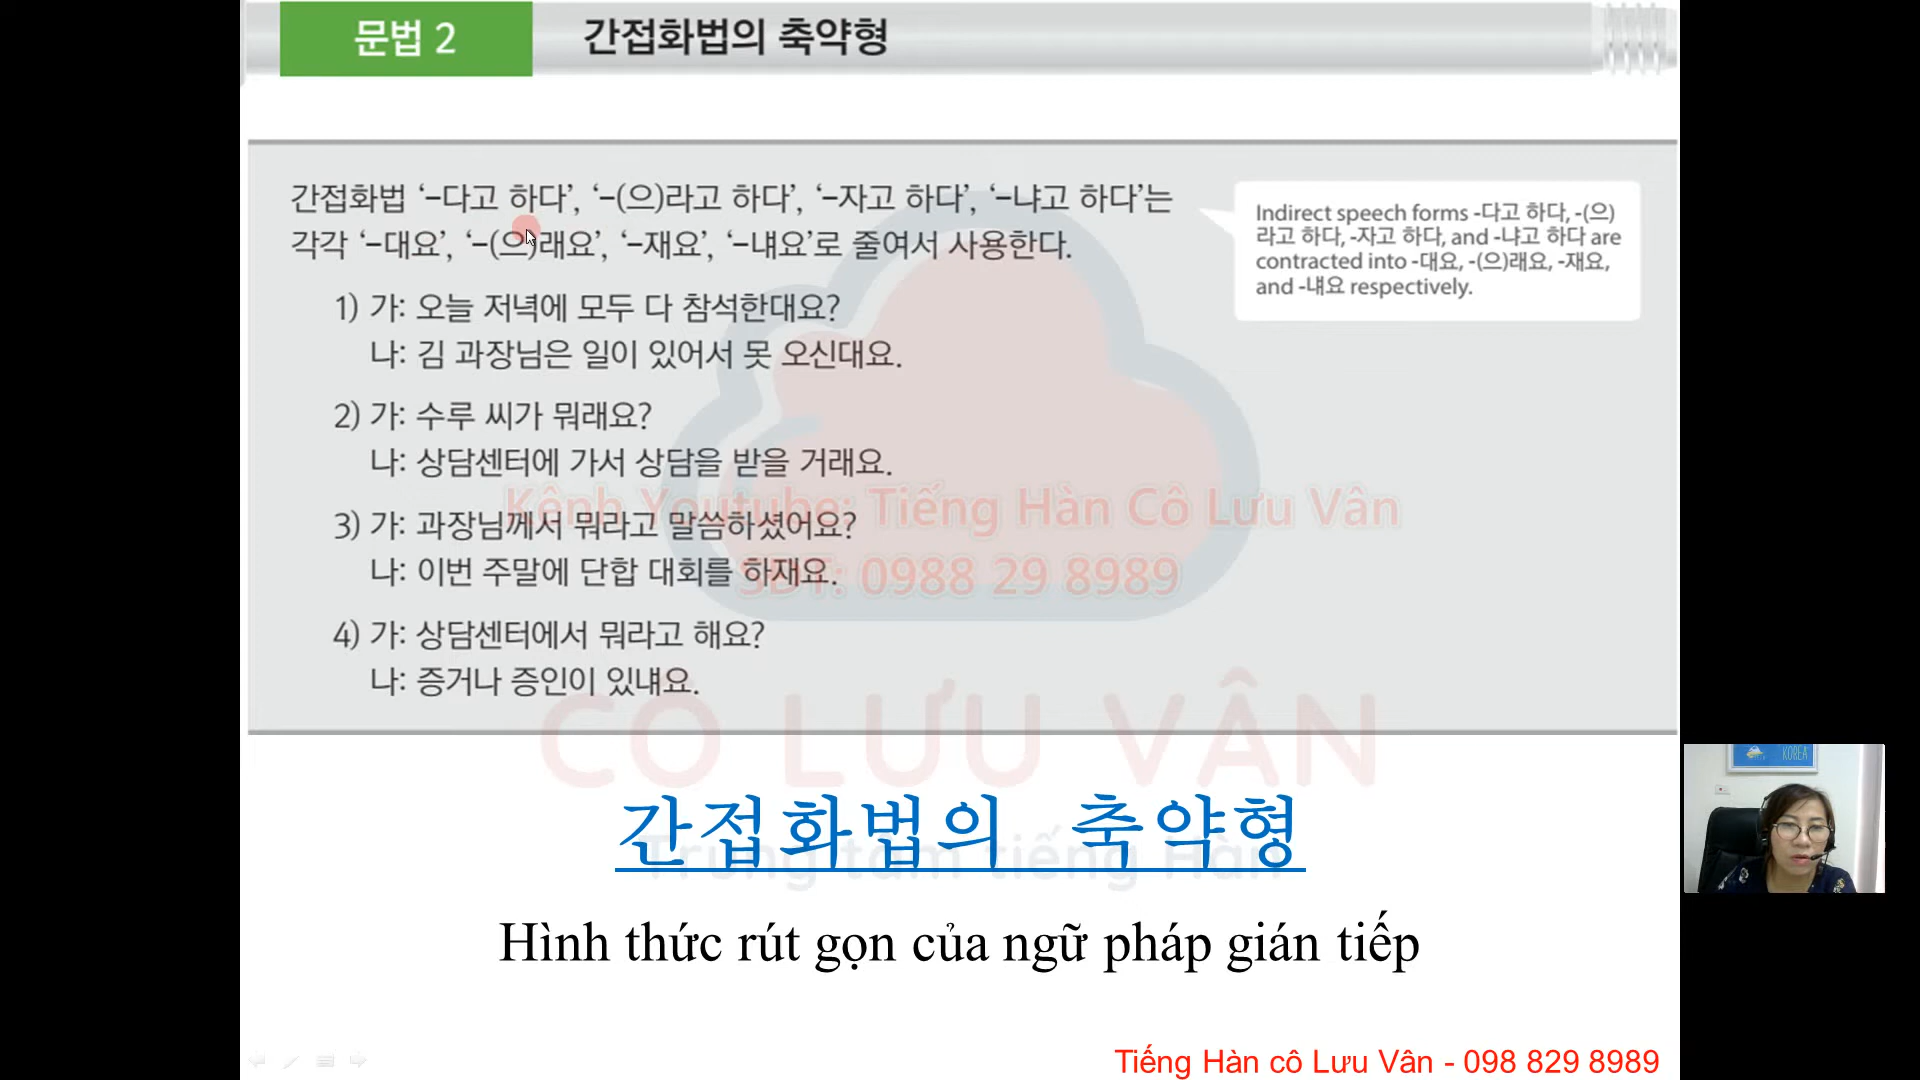 문법 2
간접화법의 축약형
간접화법 ‘-다고 하다’, ‘-(으)라고 하다’, ‘-자고 하다’, ‘-냐고 하다’는
각각 ‘-대요’, ‘-(으)래요’, ‘-재요’, ‘-냬요’로 줄여서 사용한다.
Indirect speech forms -다고 하다, -(으)
라고 하다, -자고 하다, and -냐고 하다 are
contracted into -대요, -(으)래요, -재요,
and -냬요 respectively.
1) 가: 오늘 저녁에 모두 다 참석한대요?
나: 김 과장님은 일이 있어서 못 오신대요.
2) 가: 수루 씨가 뭐래요?
나: 상담센터에 가서 상담을 받을 거래요.
Kênh Youtube: Tiếng Hàn Cô Lưu Vân
3) 가: 과장님께서 뭐라고 말씀하셨어요?
나: 이번 주말에 단합 대회를 하재요.
SĐT: 0988 29 8989
4) 가: 상담센터에서 뭐라고 해요?
나: 증거나 증인이 있냬요.
CÔ LƯU VÂN
간접화법의 축약형
Trung tâm tiếng Hàn
Hình thức rút gọn của ngữ pháp gián tiếp
KOREA
Tiếng Hàn cô Lưu Vân - 098 829 8989